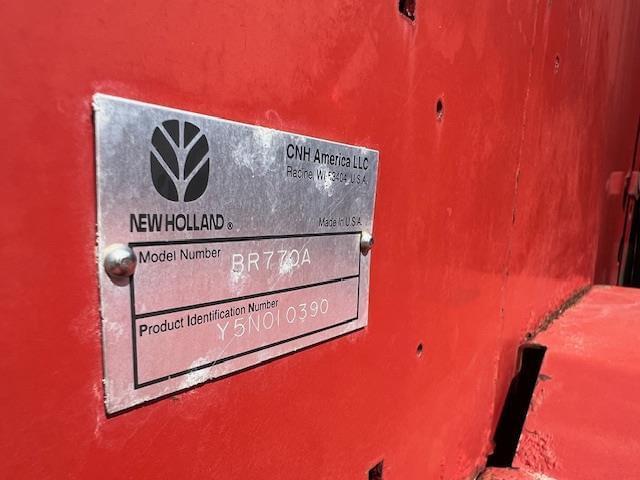 CNH America LLC
Racine, WI 53404 U.S.A.
NEW HOLLAND ®
Made in U.S.A.
Model Number BR770A
Product Identification Number
Y5N010390